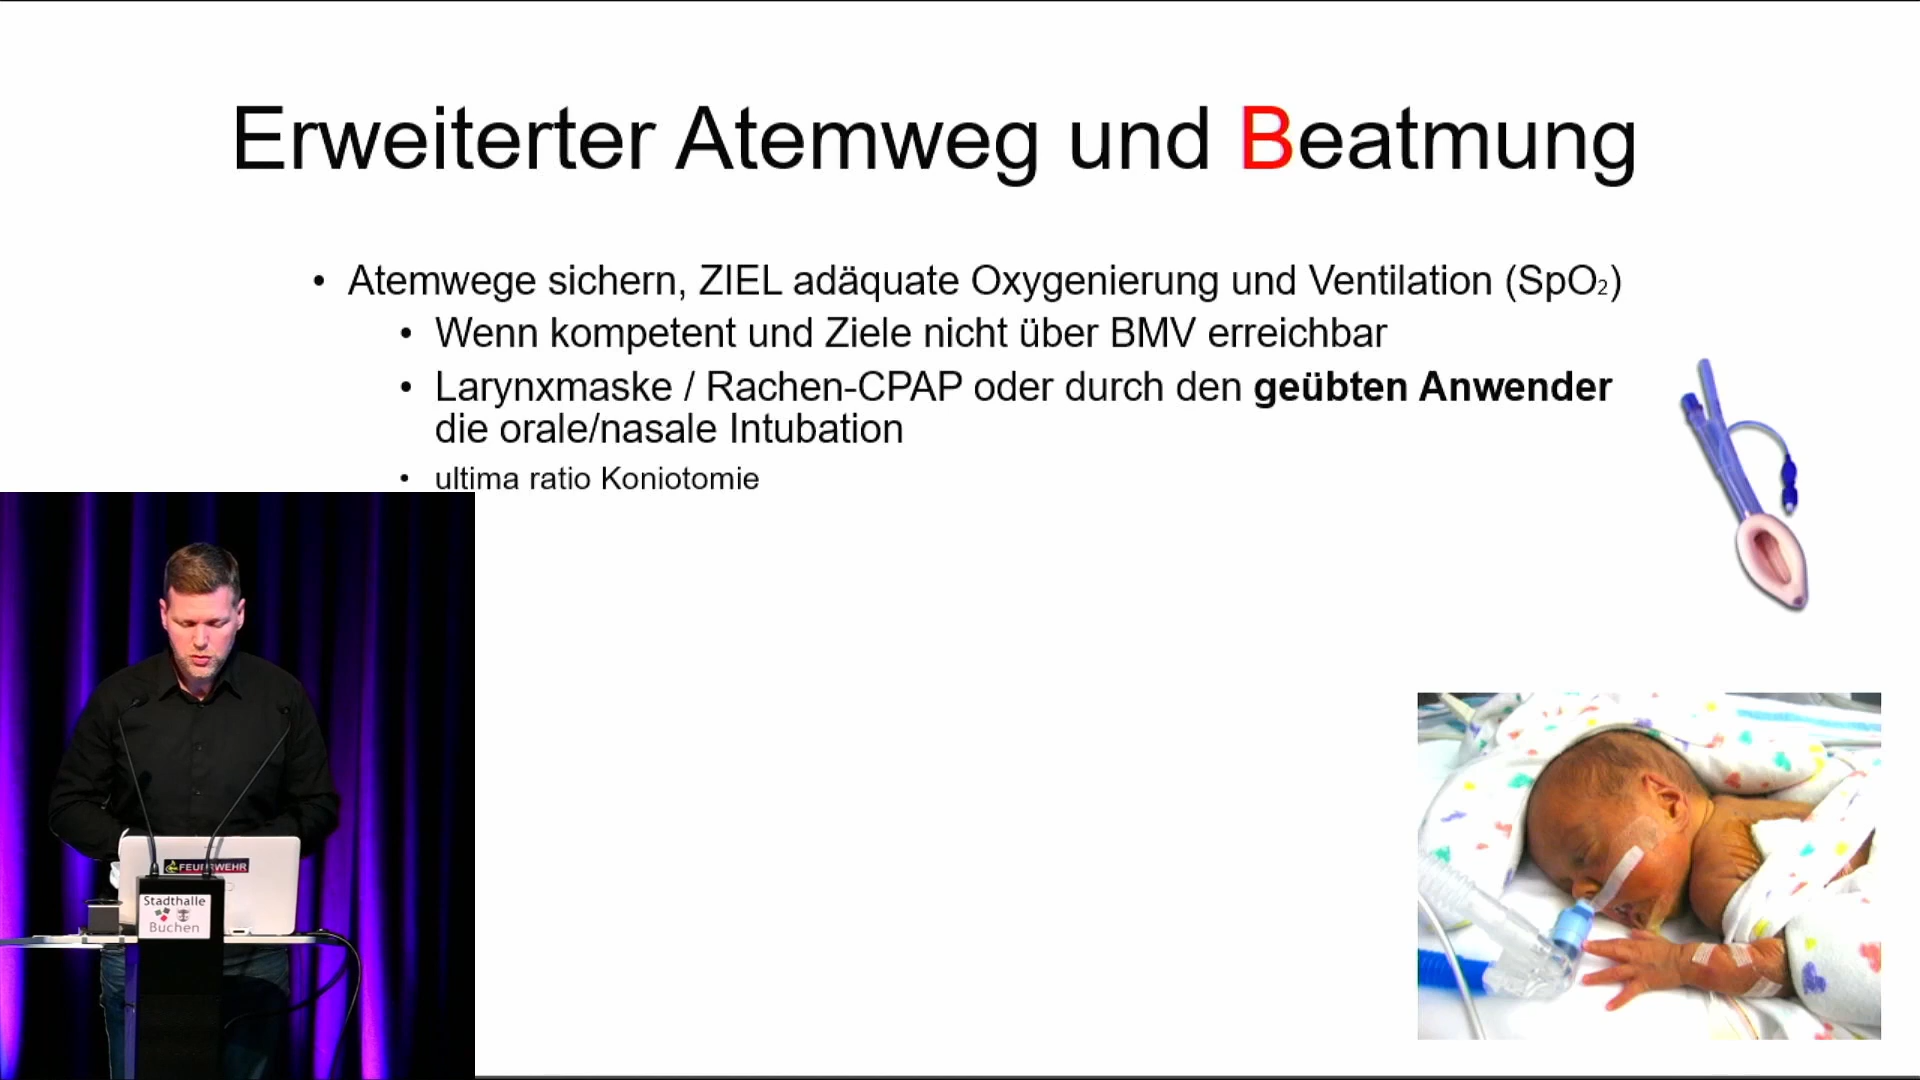 Erweiterter Atemweg und Beatmung
• Atemwege sichern, ZIEL adäquate Oxygenierung und Ventilation (SpO₂)
• Wenn kompetent und Ziele nicht über BMV erreichbar
• Larynxmaske / Rachen-CPAP oder durch den geübten Anwender
die orale/nasale Intubation
• ultima ratio Koniotomie
FEUERWEHR
Stadthalle
Buchen